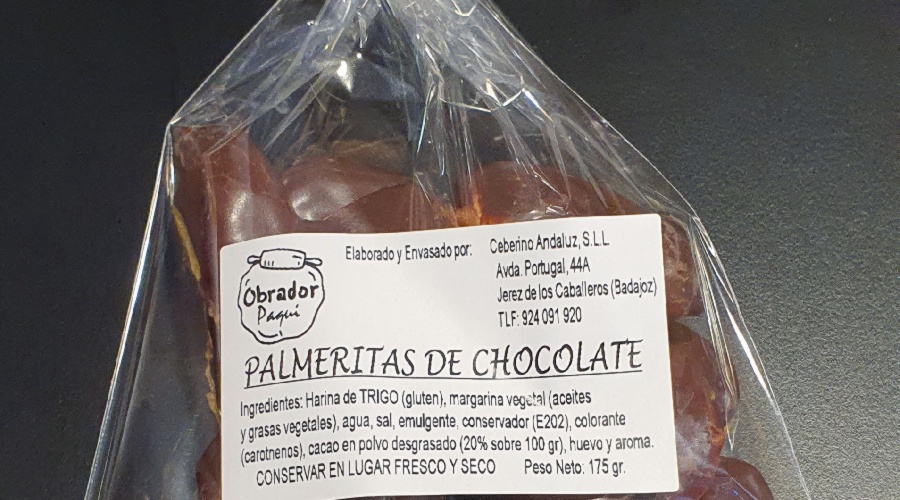 Obrador
Paqui
Elaborado y Envasado por: Ceberino Andaluz, S.L.L
Avda. Portugal, 44A
Jerez de los Caballeros (Badajoz)
TLF: 924 091 920
PALMERITAS DE CHOCOLATE
Ingredientes: Harina de TRIGO (gluten), margarina vegetal (aceites
y grasas vegetales), agua, sal, emulgente, conservador (E202), colorante
(carotnenos), cacao en polvo desgrasado (20% sobre 100 gr), huevo y aroma.
CONSERVAR EN LUGAR FRESCO Y SECO Peso Neto: 175 gr.